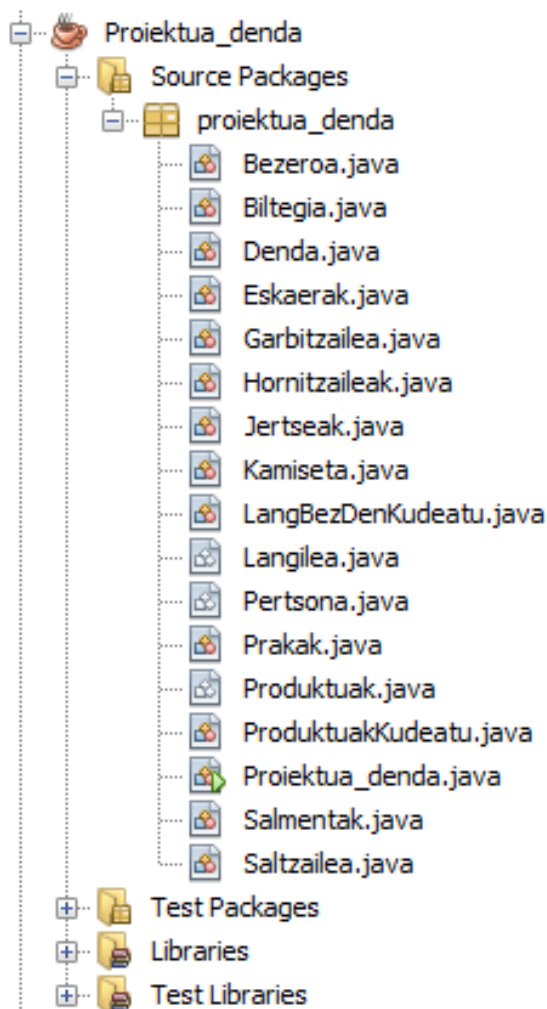 Proiektua_denda
Source Packages
proiektua_denda
Bezeroa.java
Biltegia.java
Denda.java
Eskaerak.java
Garbitzailea.java
Hornitzaileak.java
Jertseak.java
Kamiseta.java
LangBezDenKudeatu.java
Langilea.java
Pertsona.java
Prakak.java
Produktuak.java
ProduktuakKudeatu.java
Proiektua_denda.java
Salmentak.java
Saltzailea.java
Test Packages
Libraries
Test Libraries